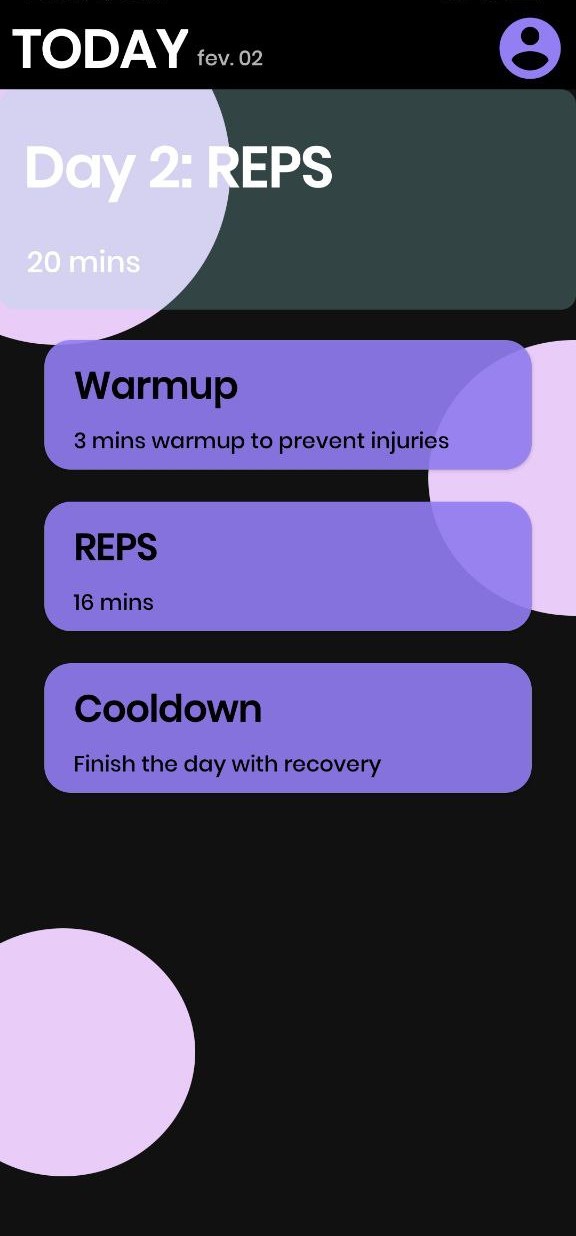 TODAY fev. 02
Day 2: REPS
20 mins
Warmup
3 mins warmup to prevent injuries
REPS
16 mins
Cooldown
Finish the day with recovery